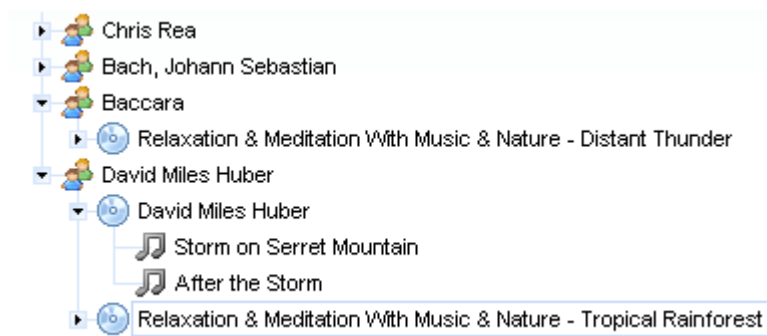 Chris Rea
Bach, Johann Sebastian
Baccara
Relaxation & Meditation With Music & Nature - Distant Thunder
David Miles Huber
David Miles Huber
Storm on Serret Mountain
After the Storm
Relaxation & Meditation With Music & Nature - Tropical Rainforest